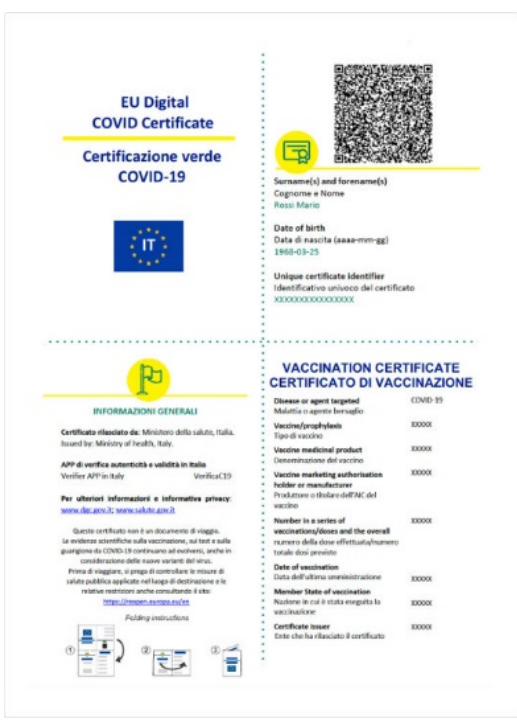 EU Digital
COVID Certificate
Certificazione verde
COVID-19
IT
Surname(s) and forename(s)
Cognome e Nome
Rossi Mario
Date of birth
Data di nascita (aaaa-mm-gg)
1968-03-25
Unique certificate identifier
Identificativo univoco del certificato
XXXXXXXXXXXXXXXX
INFORMAZIONI GENERALI
Certificato rilasciato da: Ministero della salute, Italia.
Issued by: Ministry of health, Italy.
APP di verifica autenticità e validità in Italia
Verifier APP in Italy VerificaC19
Per ulteriori informazioni e informativa privacy:
www.dgc.gov.it; www.salute.gov.it
Questo certificato non è un documento di viaggio.
Le evidenze scientifiche sulla vaccinazione, sui test e sulla
guarigione da COVID-19 continuano ad evolversi, anche in
considerazione delle nuove varianti del virus.
Prima di viaggiare, si prega di controllare le misure di
salute pubblica applicate nel luogo di destinazione e le
relative restrizioni anche consultando il sito:
https://reopen.europa.eu/en
Folding instructions
1
2
3
VACCINATION CERTIFICATE
CERTIFICATO DI VACCINAZIONE
Disease or agent targeted COVID-19
Malattia o agente bersaglio
Vaccine/prophylaxis XXXXX
Tipo di vaccino
Vaccine medicinal product XXXXX
Denominazione del vaccino
Vaccine marketing authorisation XXXXX
holder or manufacturer
Produttore o titolare dell'AIC del
vaccino
Number in a series of XXXXX
vaccinations/doses and the overall
numero della dose effettuata/numero
totale dosi previste
Date of vaccination
Data dell'ultima somministrazione XXXXX
Member State of vaccination
Nazione in cui è stata eseguita la XXXXX
vaccinazione
Certificate issuer XXXXX
Ente che ha rilasciato il certificato